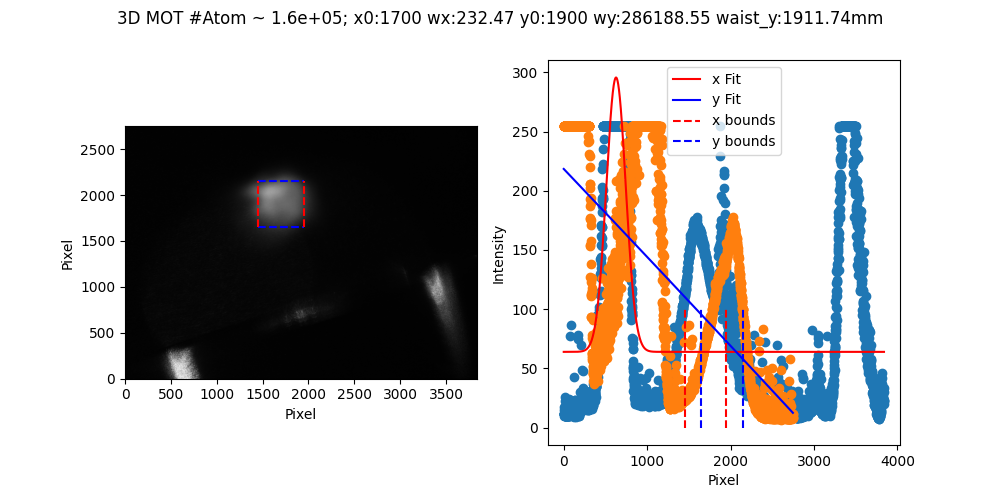 3D MOT #Atom ~ 1.6e+05; x0:1700 wx:232.47 y0:1900 wy:286188.55 waist_y:1911.74mm
Pixel
2500
2000
1500
1000
500
0
0 500 1000 1500 2000 2500 3000 3500
Pixel
Intensity
300
250
200
150
100
50
0
x Fit
y Fit
x bounds
y bounds
0 1000 2000 3000 4000
Pixel